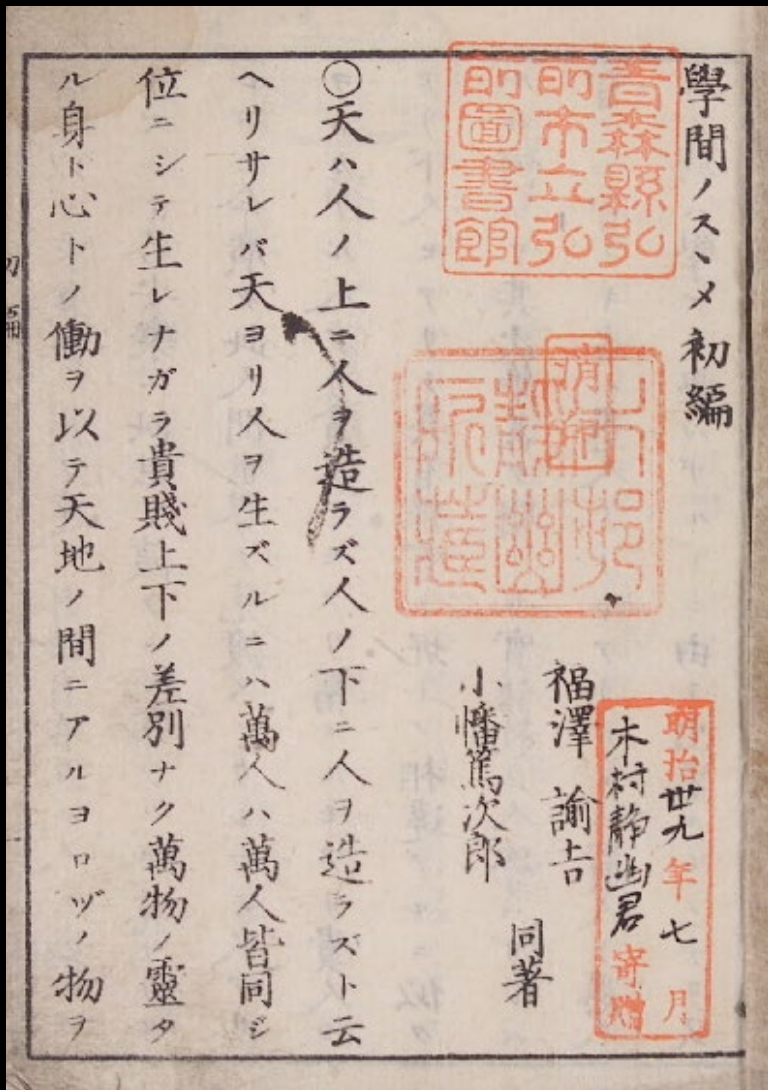 學問ノスヽメ 初編
青森縣弘
前市立弘
前圖書館
明治丗九年七月
木村靜幽君
寄贈
福澤諭吉
小幡篤次郎
同著
○天ハ人ノ上ニ人ヲ造ラズ人ノ下ニ人ヲ造ラズト云
ヘリサレバ天ヨリ人ヲ生ズルニハ萬人ハ萬人皆同ジ
位ニシテ生レナガラ貴賤上下ノ差別ナク萬物ノ靈タ
ル身ト心トノ働ヲ以テ天地ノ間ニアルヨロヅノ物ヲ